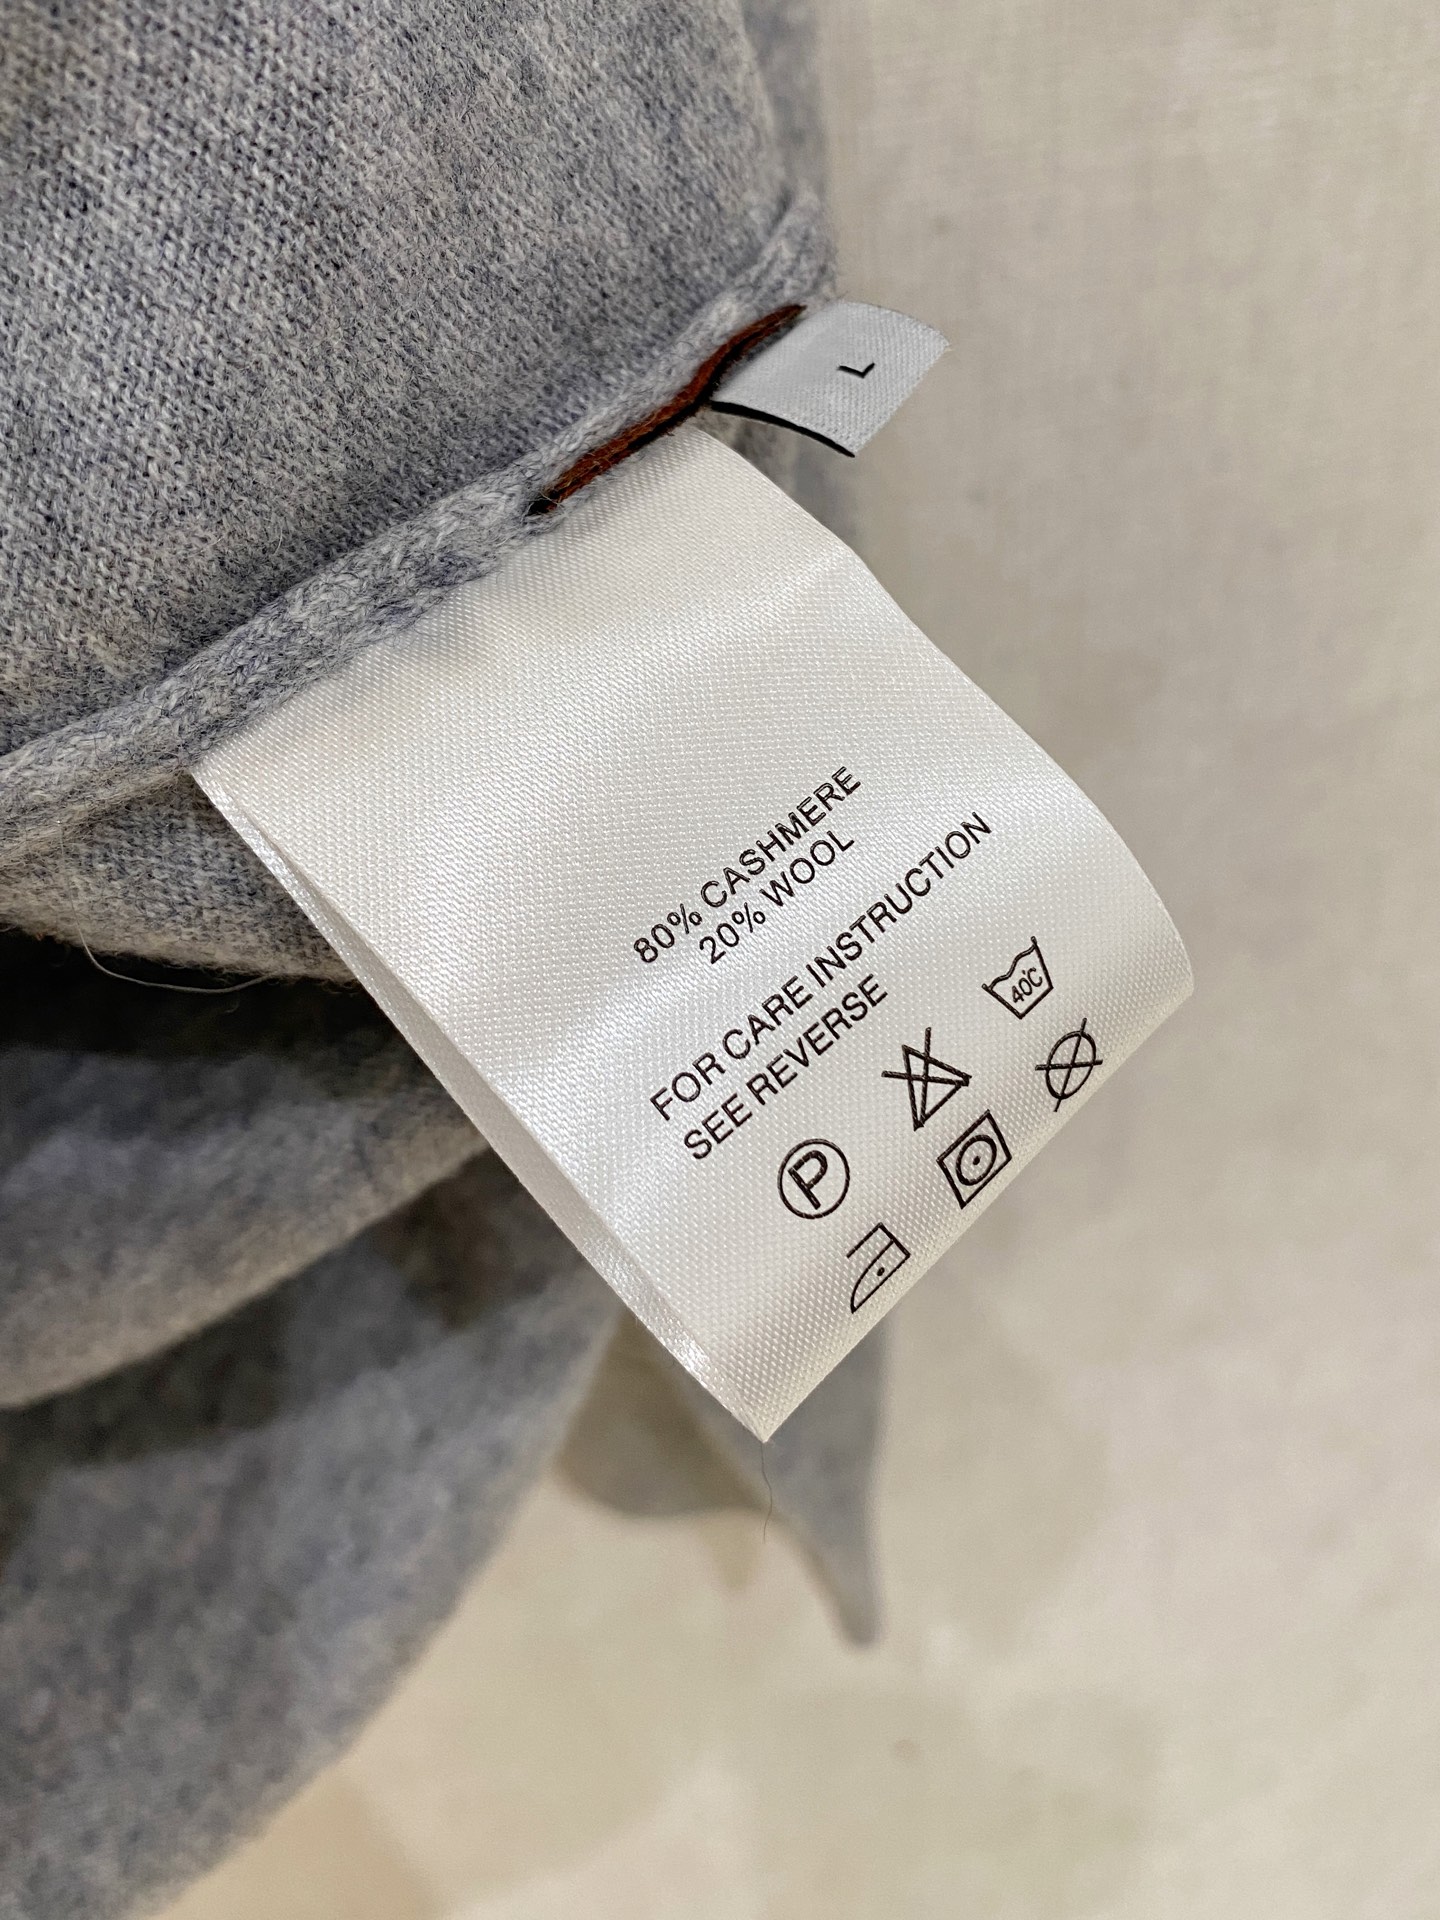 L
80% CASHMERE
20% WOOL
FOR CARE INSTRUCTION
SEE REVERSE
40°C
P